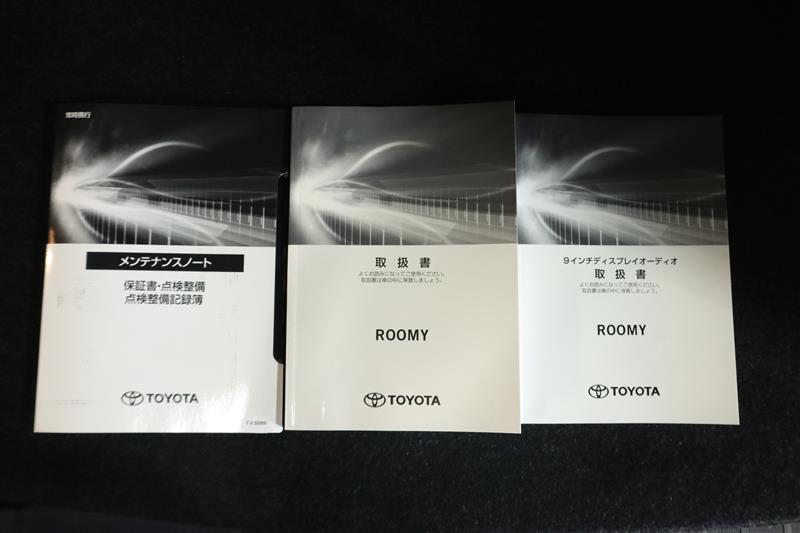 常時携行
メンテナンスノート
保証書・点検整備
点検整備記録簿
TOYOTA
取扱書
よくお読みになってご使用ください。
取扱書は車の中に保管しましょう。
ROOMY
TOYOTA
9インチディスプレイオーディオ
取扱書
よくお読みになってご使用ください。
取扱書は車の中に保管しましょう。
ROOMY
TOYOTA